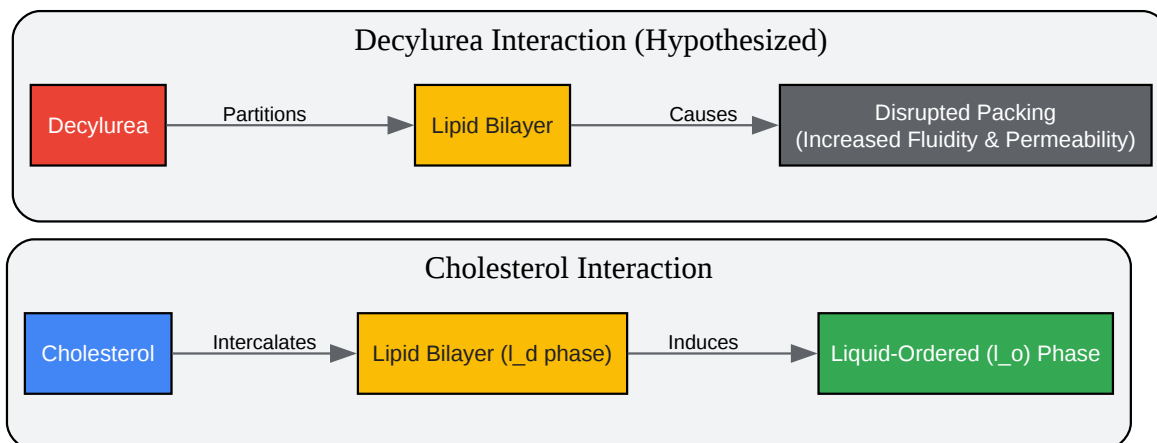 Decylurea Interaction (Hypothesized)
Decylurea
Partitions
Lipid Bilayer
Causes
Disrupted Packing
(Increased Fluidity & Permeability)
Cholesterol Interaction
Cholesterol
Intercalates
Lipid Bilayer (l_d phase)
Induces
Liquid-Ordered (l_o) Phase